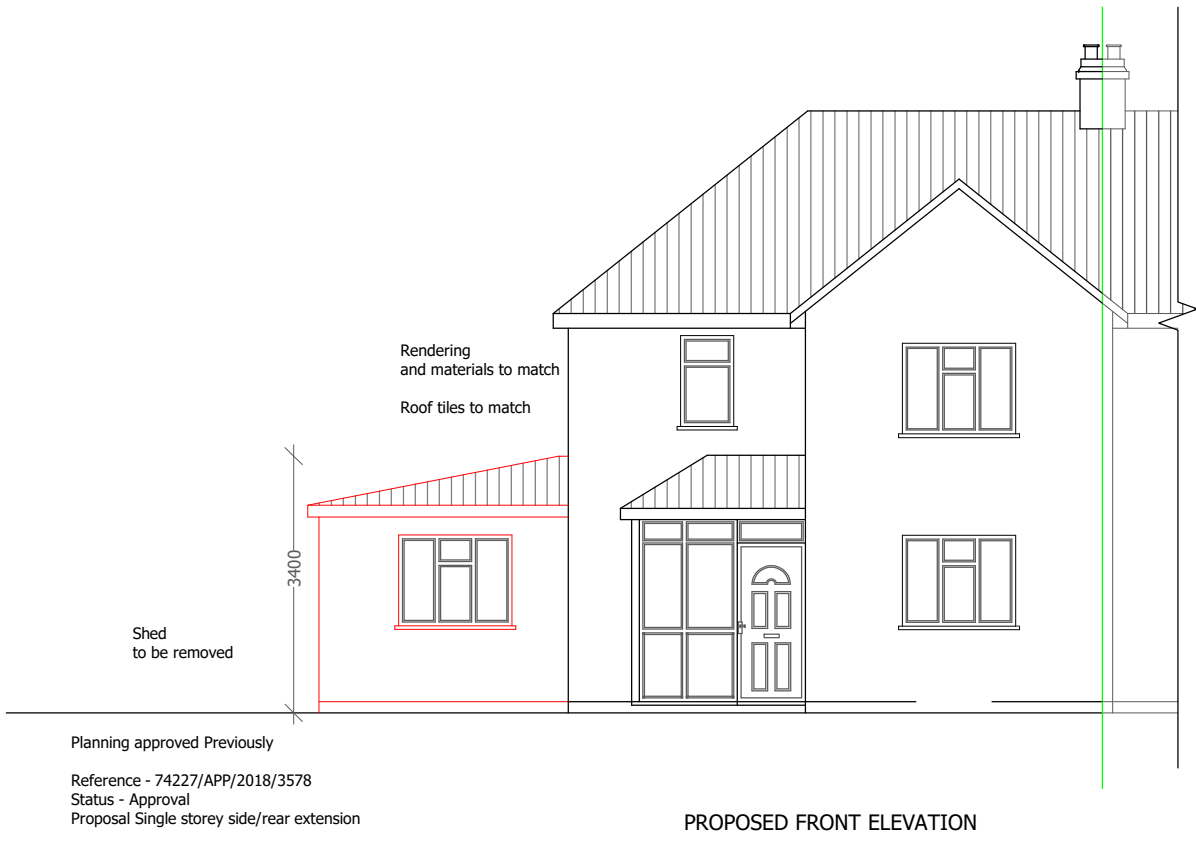 Rendering
and materials to match
Roof tiles to match
3400
Shed
to be removed
Planning approved Previously
Reference - 74227/APP/2018/3578
Status - Approval
Proposal Single storey side/rear extension
PROPOSED FRONT ELEVATION